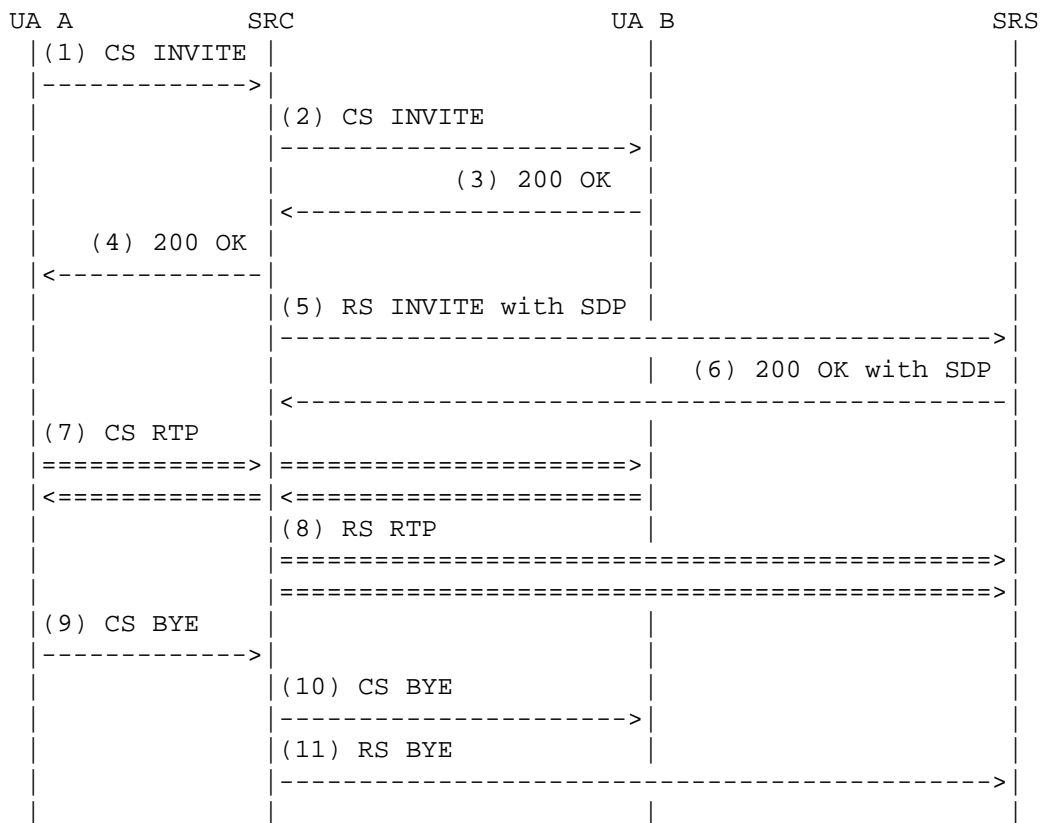 UA A SRC UA B SRS
(1) CS INVITE
(2) CS INVITE
(3) 200 OK
(4) 200 OK
(5) RS INVITE with SDP
(6) 200 OK with SDP
(7) CS RTP
(8) RS RTP
(9) CS BYE
(10) CS BYE
(11) RS BYE